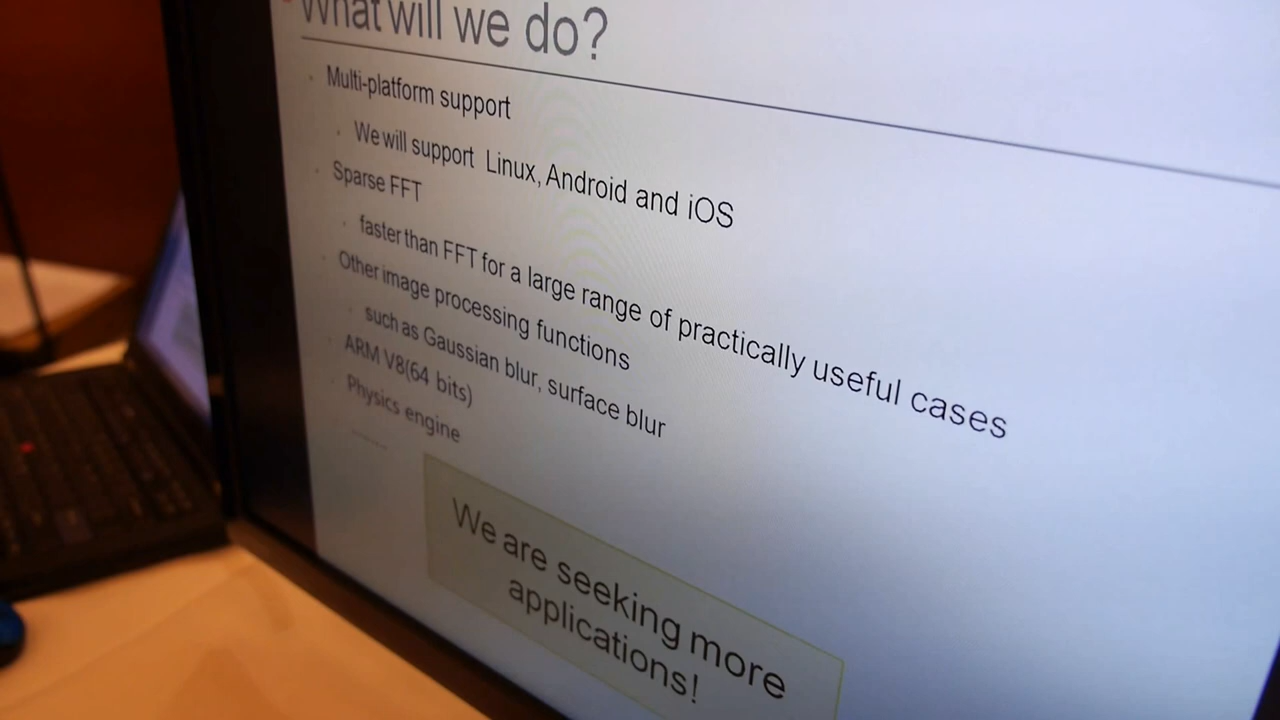 What will we do?
Multi-platform support
We will support Linux, Android and iOS
Sparse FFT
faster than FFT for a large range of practically useful cases
Other image processing functions
such as Gaussian blur, surface blur
ARM V8(64 bits)
Physics engine
We are seeking more
applications!